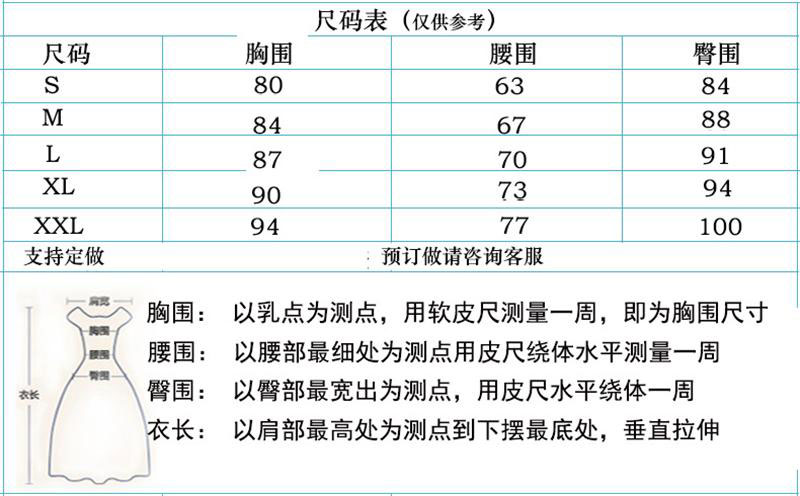 尺码表（仅供参考）
尺码 胸围 腰围 臀围
S 80 63 84
M 84 67 88
L 87 70 91
XL 90 73 94
XXL 94 77 100
支持定做 预订做请咨询客服
肩宽
胸围
腰围
臀围
衣长
胸围： 以乳点为测点，用软皮尺测量一周，即为胸围尺寸
腰围： 以腰部最细处为测点用皮尺绕体水平测量一周
臀围： 以臀部最宽出为测点，用皮尺水平绕体一周
衣长： 以肩部最高处为测点到下摆最底处，垂直拉伸